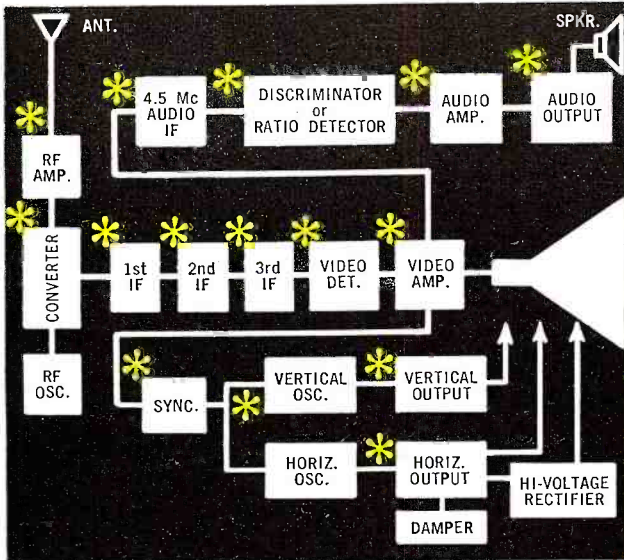 ANT.
SPKR.
4.5 Mc
AUDIO
IF
DISCRIMINATOR
or
RATIO DETECTOR
AUDIO
AMP.
AUDIO
OUTPUT
RF
AMP.
CONVERTER
1st
IF
2nd
IF
3rd
IF
VIDEO
DET.
VIDEO
AMP.
RF
OSC.
SYNC.
VERTICAL
OSC.
VERTICAL
OUTPUT
HORIZ.
OSC.
HORIZ.
OUTPUT
HI-VOLTAGE
RECTIFIER
DAMPER